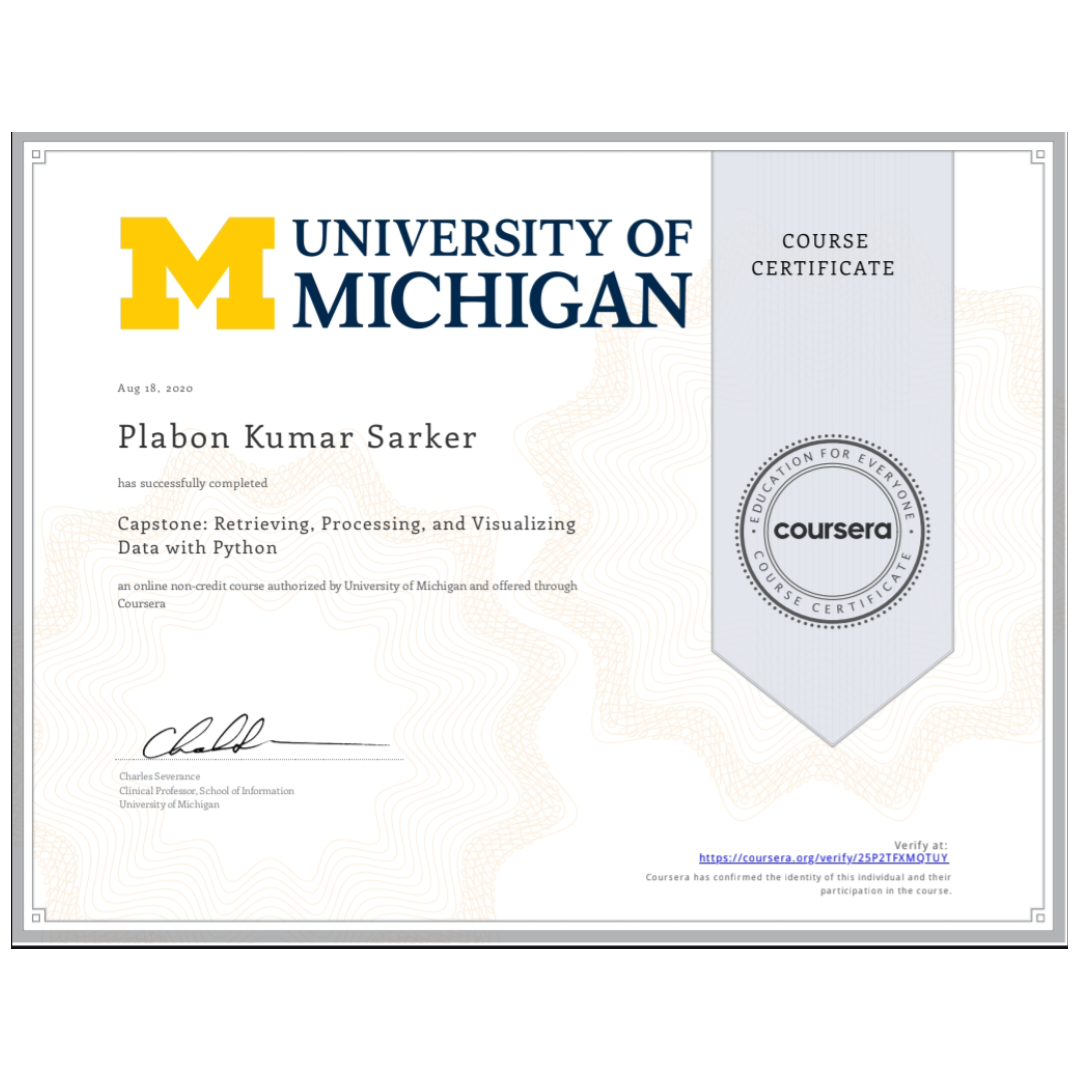 M
UNIVERSITY OF
MICHIGAN
COURSE
CERTIFICATE
Aug 18, 2020
Plabon Kumar Sarker
has successfully completed
Capstone: Retrieving, Processing, and Visualizing
Data with Python
an online non-credit course authorized by University of Michigan and offered through
Coursera
EDUCATION FOR EVERYONE
coursera
COURSE CERTIFICATE
Charles Severance
Clinical Professor, School of Information
University of Michigan
Verify at:
https://coursera.org/verify/25P2TFXMQTUY
Coursera has confirmed the identity of this individual and their
participation in the course.